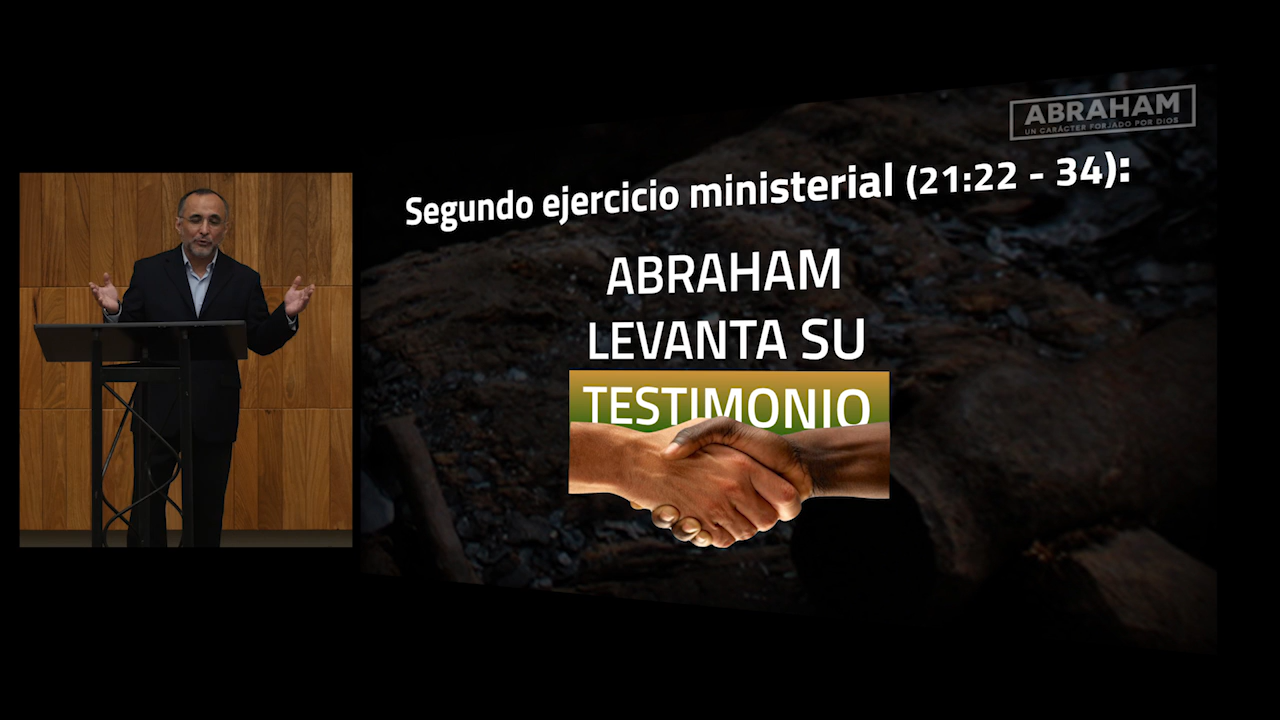 ABRAHAM
UN CARÁCTER FORJADO POR DIOS
Segundo ejercicio ministerial (21:22 - 34):
ABRAHAM
LEVANTA SU
TESTIMONIO